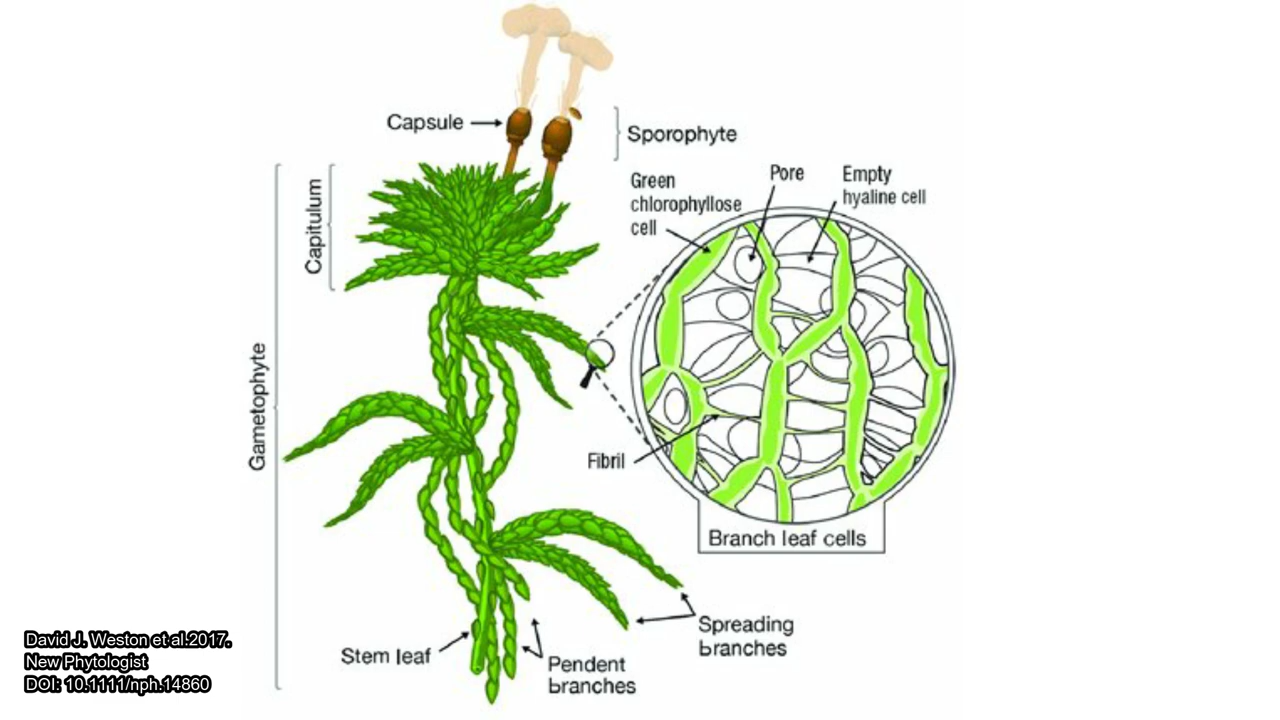 Capsule
Sporophyte
Capitulum
Gametophyte
Green
chlorophyllose
cell
Pore
Empty
hyaline cell
Fibril
Branch leaf cells
Spreading
branches
Stem leaf
Pendent
branches
David J. Weston et al.2017.
New Phytologist
DOI: 10.1111/nph.14860